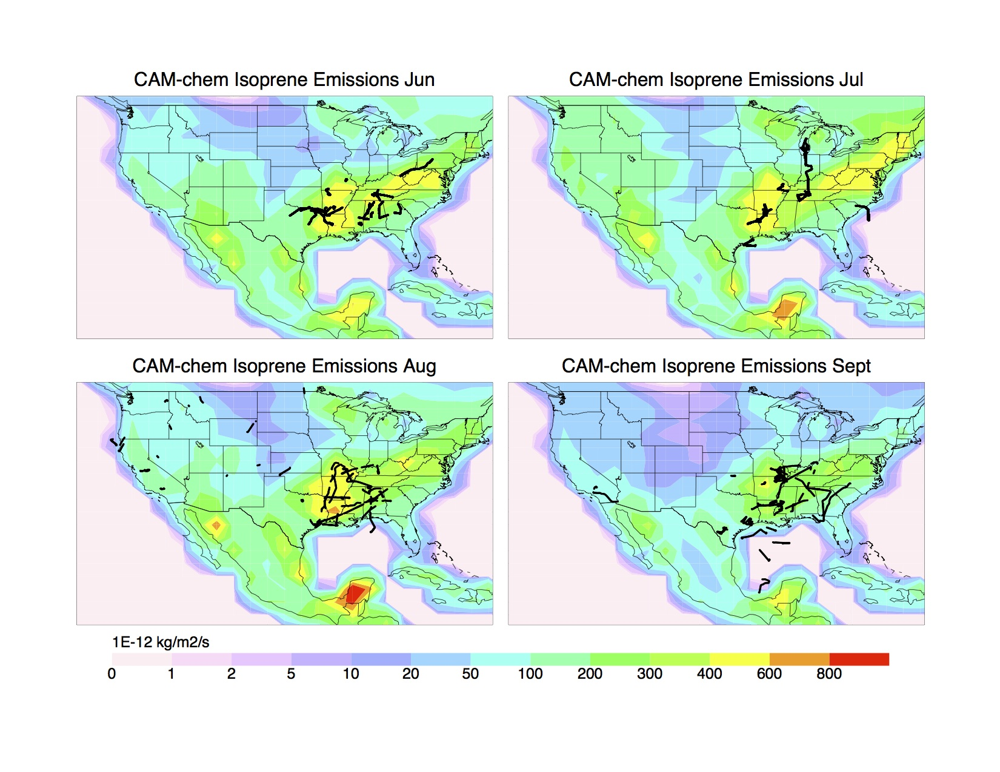 CAM-chem Isoprene Emissions Jun
CAM-chem Isoprene Emissions Jul
CAM-chem Isoprene Emissions Aug
CAM-chem Isoprene Emissions Sept
1E-12 kg/m2/s
0 1 2 5 10 20 50 100 200 300 400 600 800